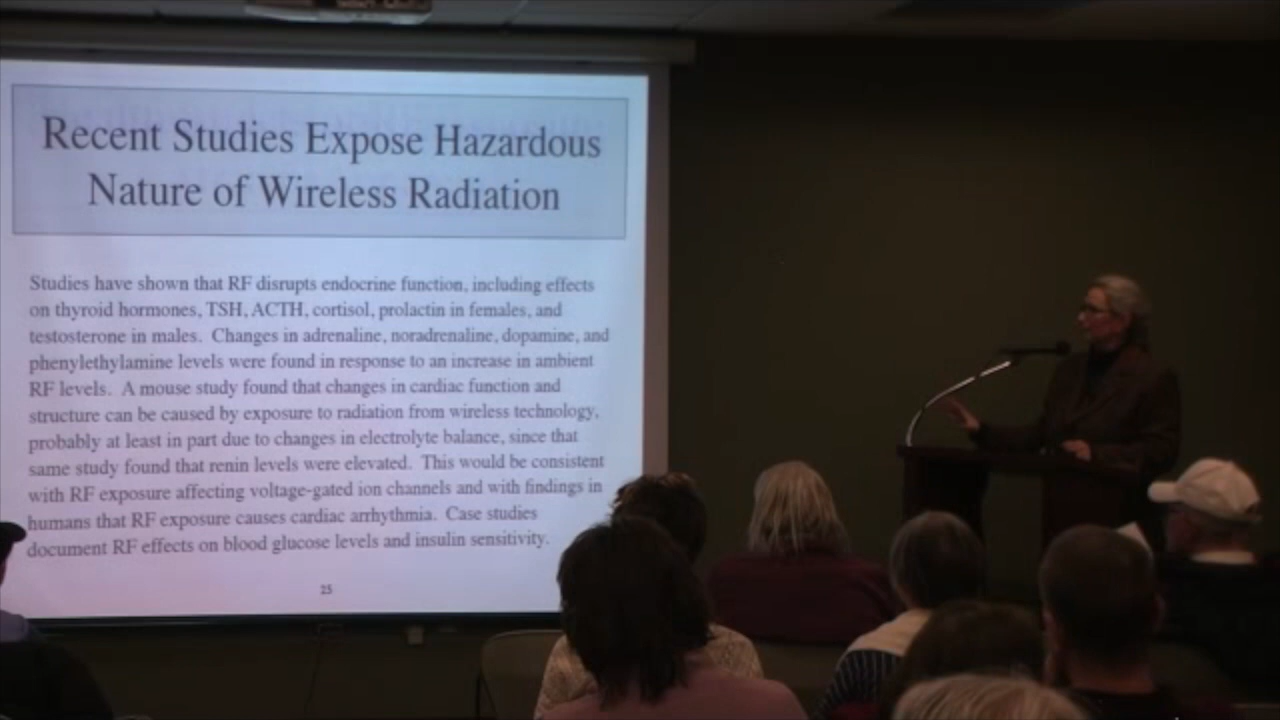 Recent Studies Expose Hazardous
Nature of Wireless Radiation
Studies have shown that RF disrupts endocrine function, including effects
on thyroid hormones, TSH, ACTH, cortisol, prolactin in females, and
testosterone in males. Changes in adrenaline, noradrenaline, dopamine, and
phenylethylamine levels were found in response to an increase in ambient
RF levels. A mouse study found that changes in cardiac function and
structure can be caused by exposure to radiation from wireless technology,
probably at least in part due to changes in electrolyte balance, since that
same study found that renin levels were elevated. This would be consistent
with RF exposure affecting voltage-gated ion channels and with findings in
humans that RF exposure causes cardiac arrhythmia. Case studies
document RF effects on blood glucose levels and insulin sensitivity.
25